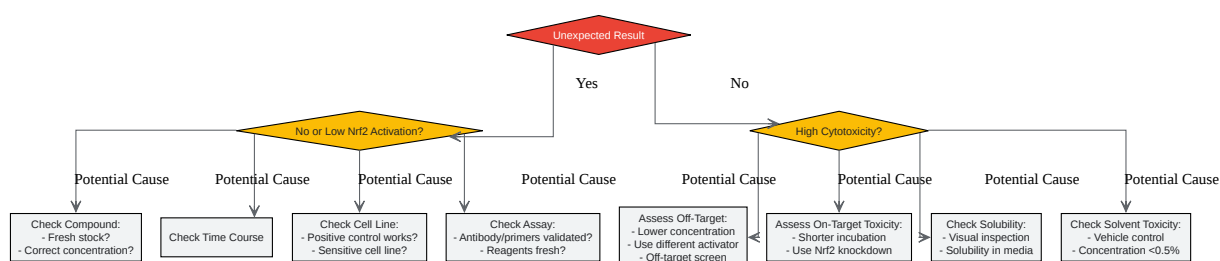 Unexpected Result
Yes
No
No or Low Nrf2 Activation?
High Cytotoxicity?
Potential Cause
Potential Cause
Potential Cause
Potential Cause
Potential Cause
Potential Cause
Potential Cause
Potential Cause
Check Compound:
- Fresh stock?
- Correct concentration?
Check Time Course
Check Cell Line:
- Positive control works?
- Sensitive cell line?
Check Assay:
- Antibody/primers validated?
- Reagents fresh?
Assess Off-Target:
- Lower concentration
- Use different activator
- Off-target screen
Assess On-Target Toxicity:
- Shorter incubation
- Use Nrf2 knockdown
Check Solubility:
- Visual inspection
- Solubility in media
Check Solvent Toxicity:
- Vehicle control
- Concentration <0.5%